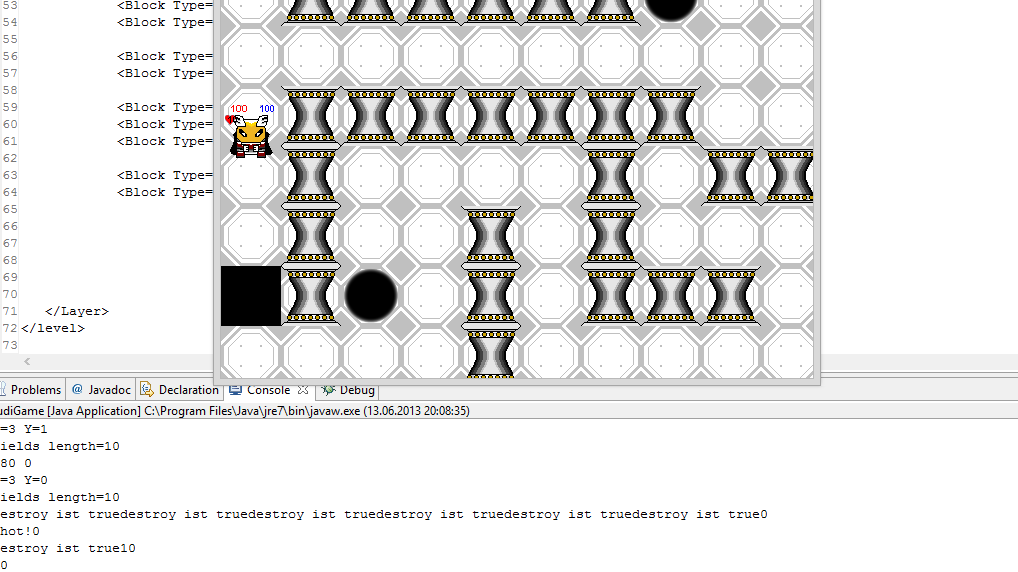 53 <Block Type=
54 <Block Type=
55
56 <Block Type=
57 <Block Type=
58
59 <Block Type=
60 <Block Type=
61 <Block Type=
62
63 <Block Type=
64 <Block Type=
65
66
67
68
69
70
71 </Layer>
72 </level>
73
100 100
Problems @ Javadoc Declaration Console Debug
udiGame [Java Application] C:\Program Files\Java\jre7\bin\javaw.exe (13.06.2013 20:08:35)
=3 Y=1
ields length=10
80 0
=3 Y=0
ields length=10
estroy ist truedestroy ist truedestroy ist truedestroy ist truedestroy ist truedestroy ist true0
hot!0
estroy ist true10
0